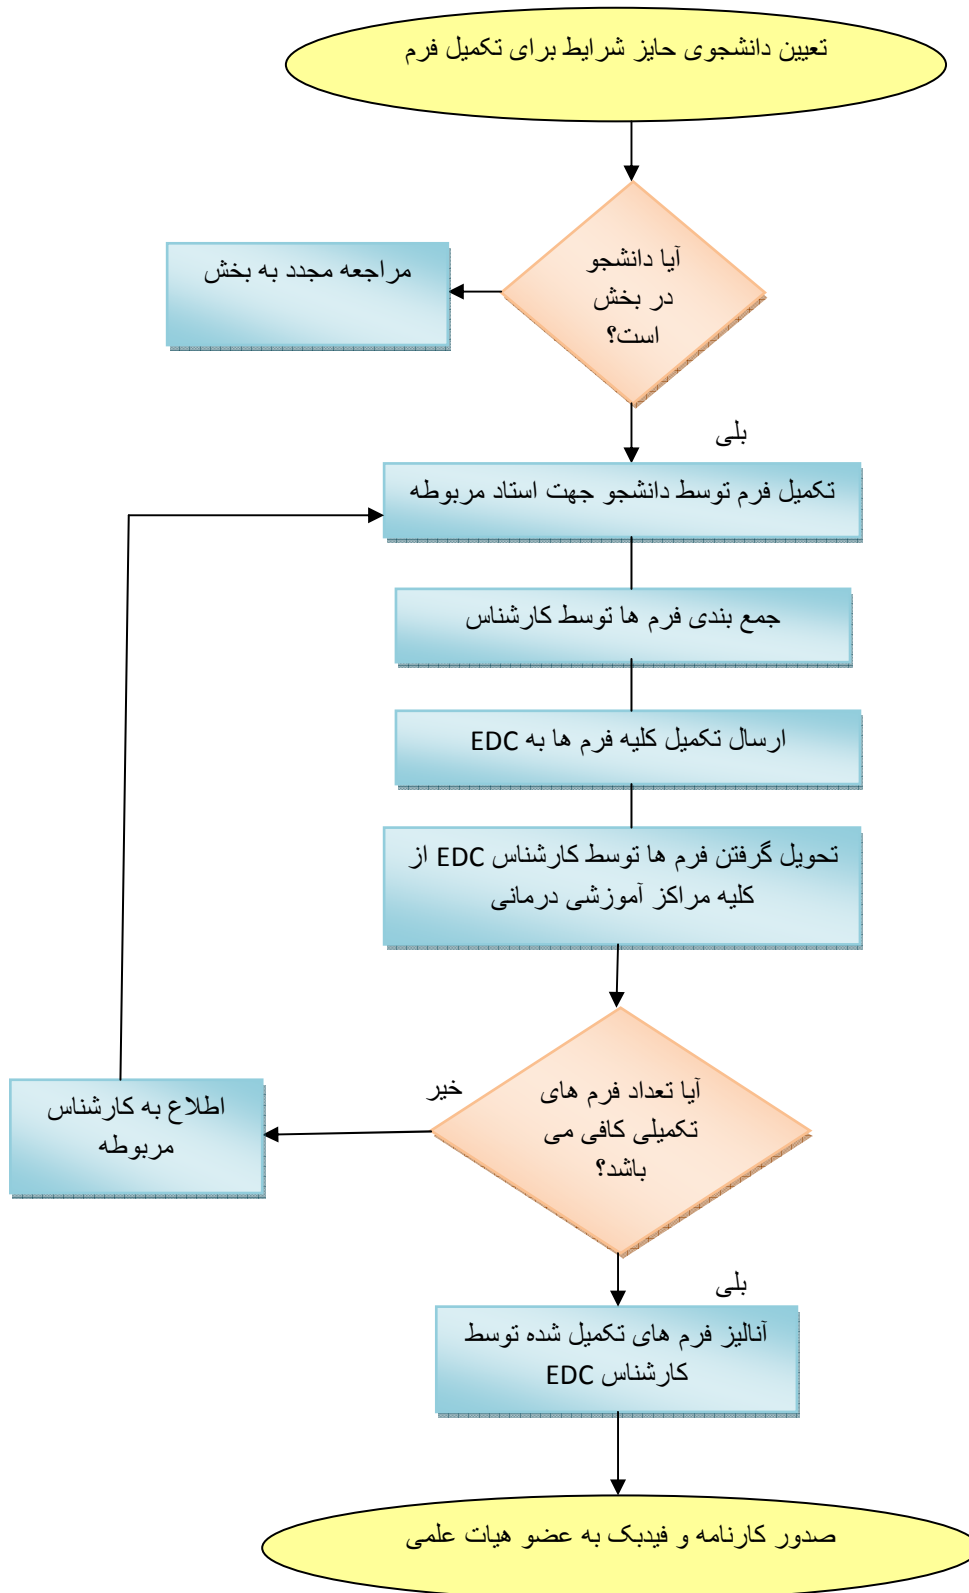 تعیین دانشجوی حایز شرایط برای تکمیل فرم
آیا دانشجو
در بخش
است؟
مراجعه مجدد به بخش
بلی
تکمیل فرم توسط دانشجو جهت استاد مربوطه
جمع بندی فرم ها توسط کارشناس
ارسال تکمیل کلیه فرم ها به EDC
تحویل گرفتن فرم ها توسط کارشناس EDC از
کلیه مراکز آموزشی درمانی
آیا تعداد فرم های
تکمیلی کافی می
باشد؟
خیر
اطلاع به کارشناس
مربوطه
بلی
آنالیز فرم های تکمیل شده توسط
کارشناس EDC
صدور کارنامه و فیدبک به عضو هیات علمی